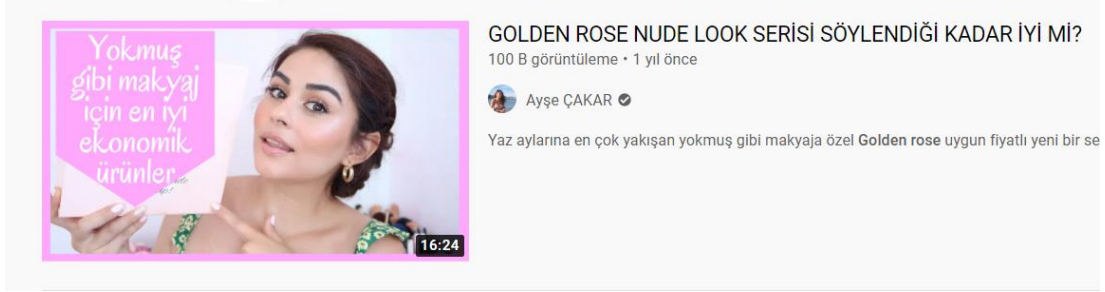 Yokmuş
gibi makyaj
için en iyi
ekonomik
ürünler
16:24
GOLDEN ROSE NUDE LOOK SERİSİ SÖYLENDİĞİ KADAR İYİ Mİ?
100 B görüntüleme • 1 yıl önce
Ayşe ÇAKAR
Yaz aylarına en çok yakışan yokmuş gibi makyaja özel Golden rose uygun fiyatlı yeni bir se